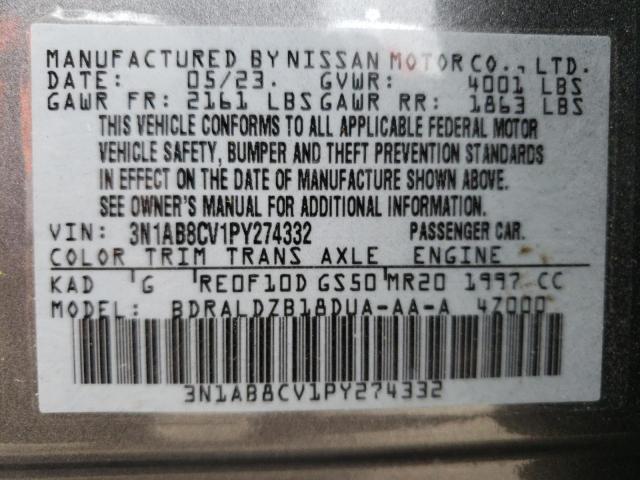 MANUFACTURED BY NISSAN MOTOR CO., LTD.
DATE: 05/23. GVWR: 4001 LBS
GAWR FR: 2161 LBS GAWR RR: 1863 LBS
THIS VEHICLE CONFORMS TO ALL APPLICABLE FEDERAL MOTOR
VEHICLE SAFETY, BUMPER AND THEFT PREVENTION STANDARDS
IN EFFECT ON THE DATE OF MANUFACTURE SHOWN ABOVE.
SEE OWNER'S MANUAL FOR ADDITIONAL INFORMATION.
VIN: 3N1AB8CV1PY274332 PASSENGER CAR.
COLOR TRIM TRANS AXLE ENGINE
KAD G RE0F10D GS50 MR20 1997 CC
MODEL: BDRALDZB18DUA-AA-A 4Z000
3N1AB8CV1PY274332